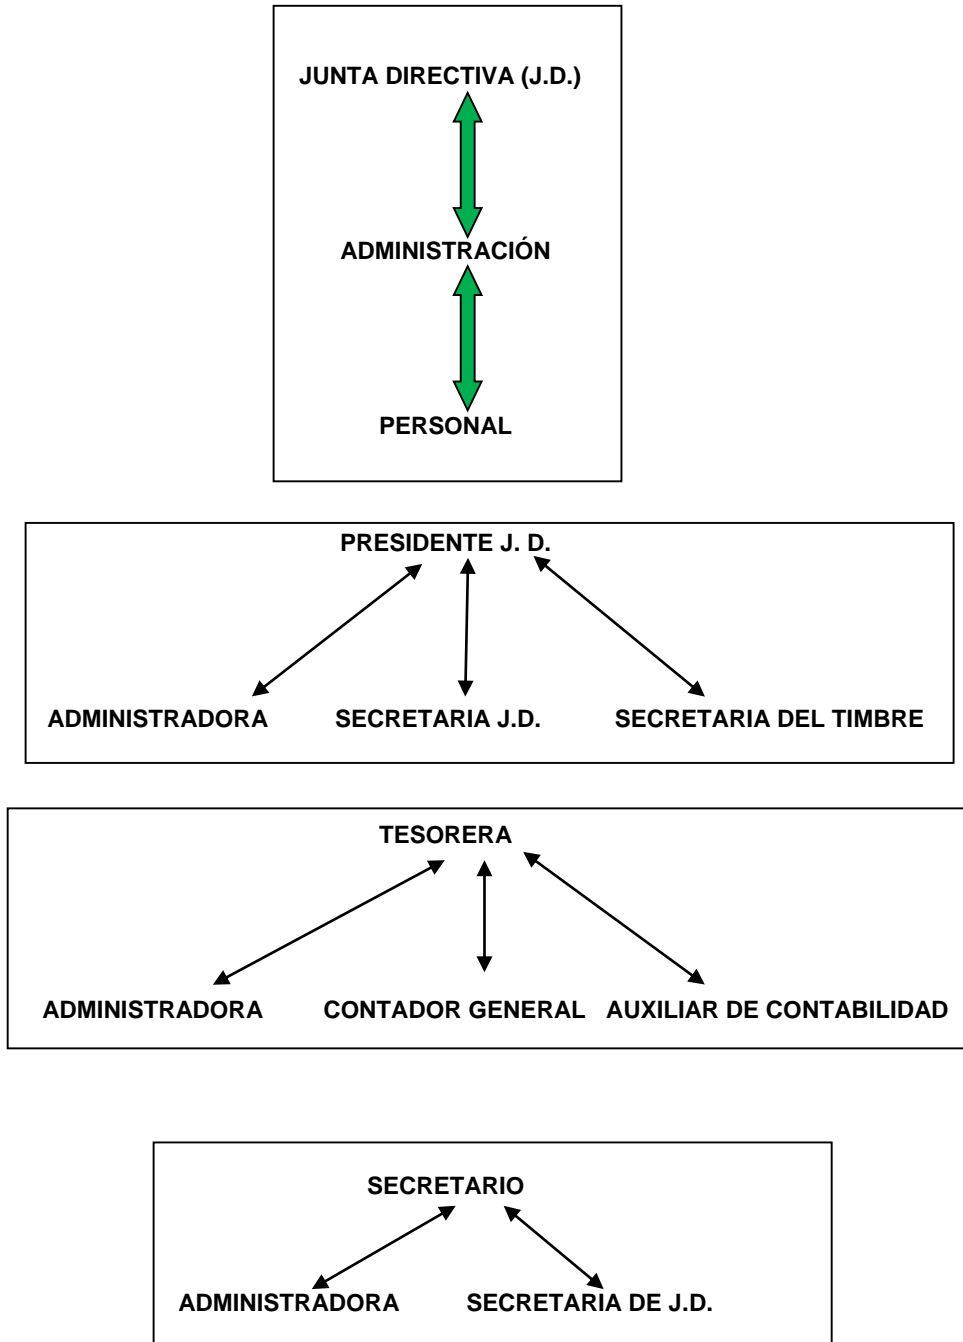 JUNTA DIRECTIVA (J.D.)
ADMINISTRACIÓN
PERSONAL
PRESIDENTE J. D.
ADMINISTRADORA SECRETARIA J.D. SECRETARIA DEL TIMBRE
TESORERA
ADMINISTRADORA CONTADOR GENERAL AUXILIAR DE CONTABILIDAD
SECRETARIO
ADMINISTRADORA SECRETARIA DE J.D.